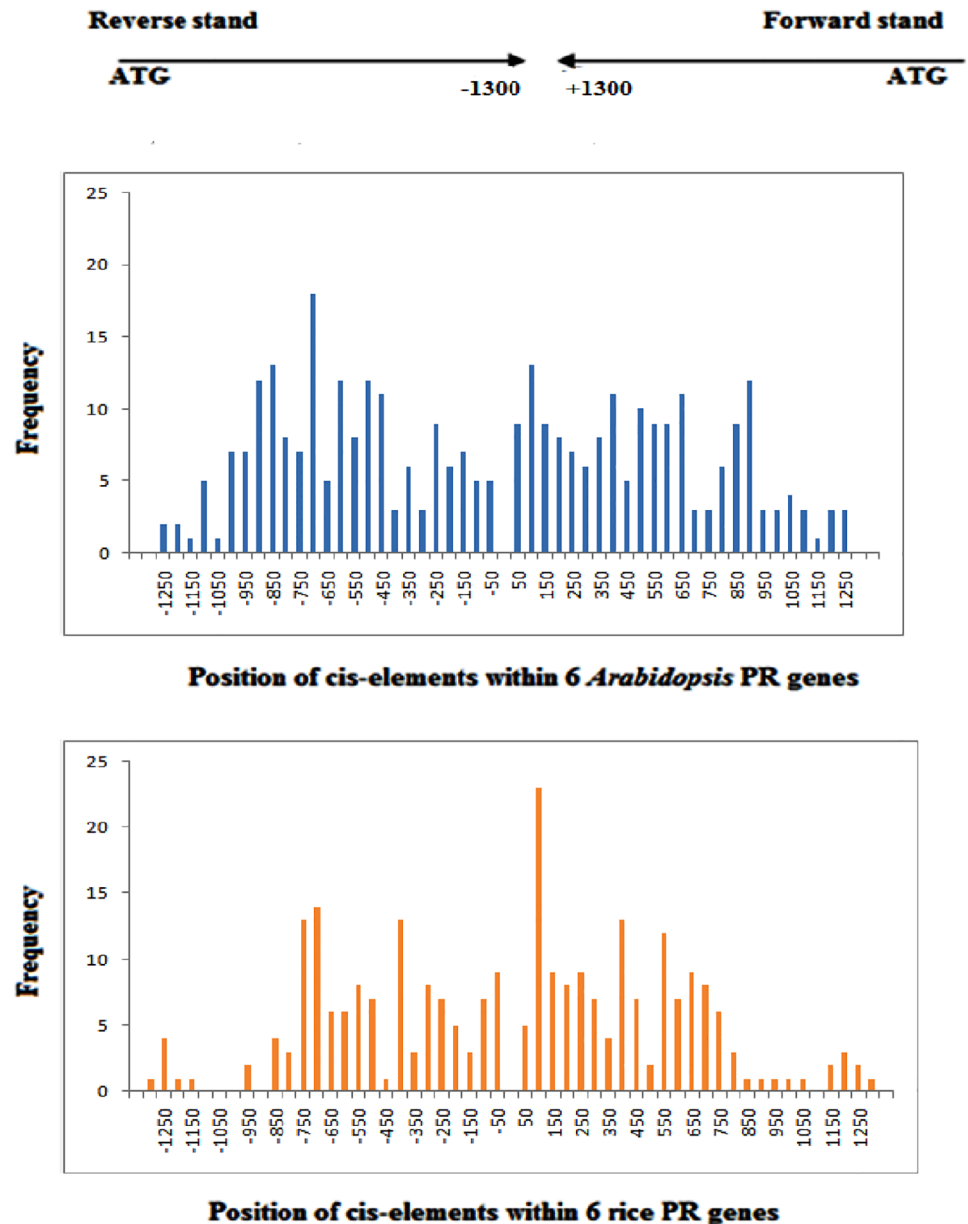 Reverse stand Forward stand
ATG -1300 +1300 ATG
25
20
15
10
5
0
Frequency
-1250 -1150 -1050 -950 -850 -750 -650 -550 -450 -350 -250 -150 -50 50 150 250 350 450 550 650 750 850 950 1050 1150 1250
Position of cis-elements within 6 Arabidopsis PR genes
25
20
15
10
5
0
Frequency
-1250 -1150 -1050 -950 -850 -750 -650 -550 -450 -350 -250 -150 -50 50 150 250 350 450 550 650 750 850 950 1050 1150 1250
Position of cis-elements within 6 rice PR genes